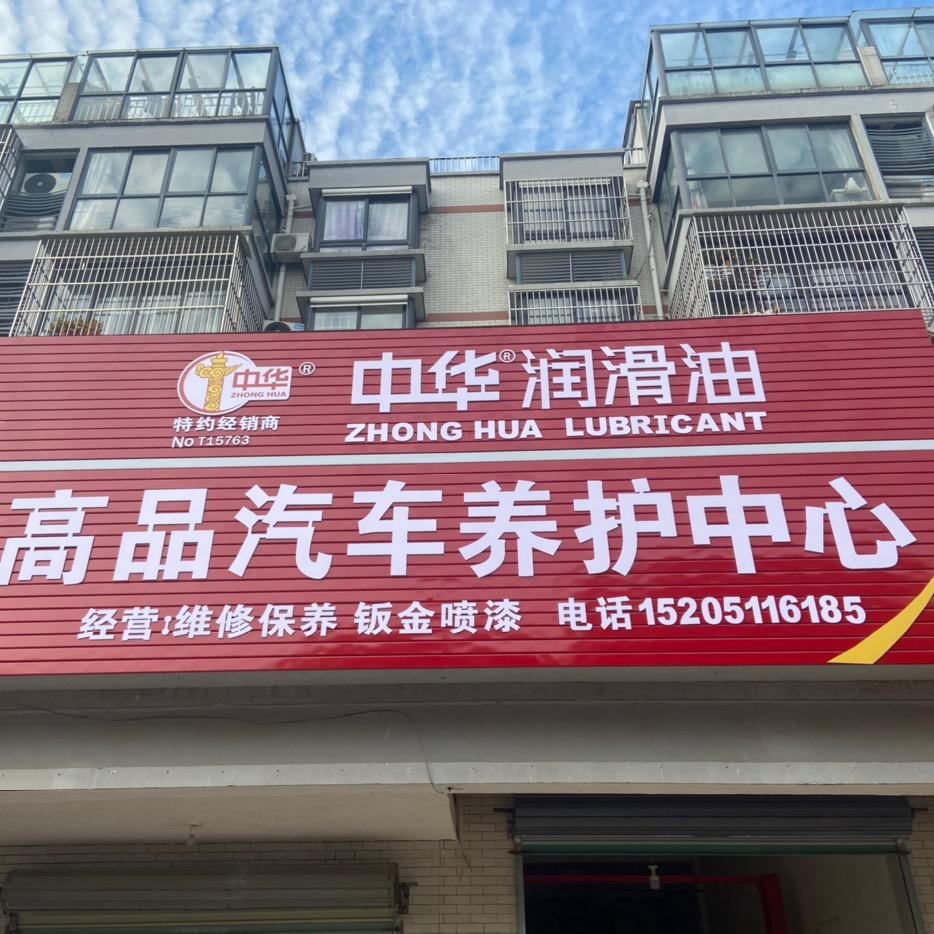 中华
ZHONG HUA
®
特约经销商
No T15763
中华®润滑油
ZHONG HUA LUBRICANT
高品汽车养护中心
经营:维修保养 钣金喷漆 电话15205116185